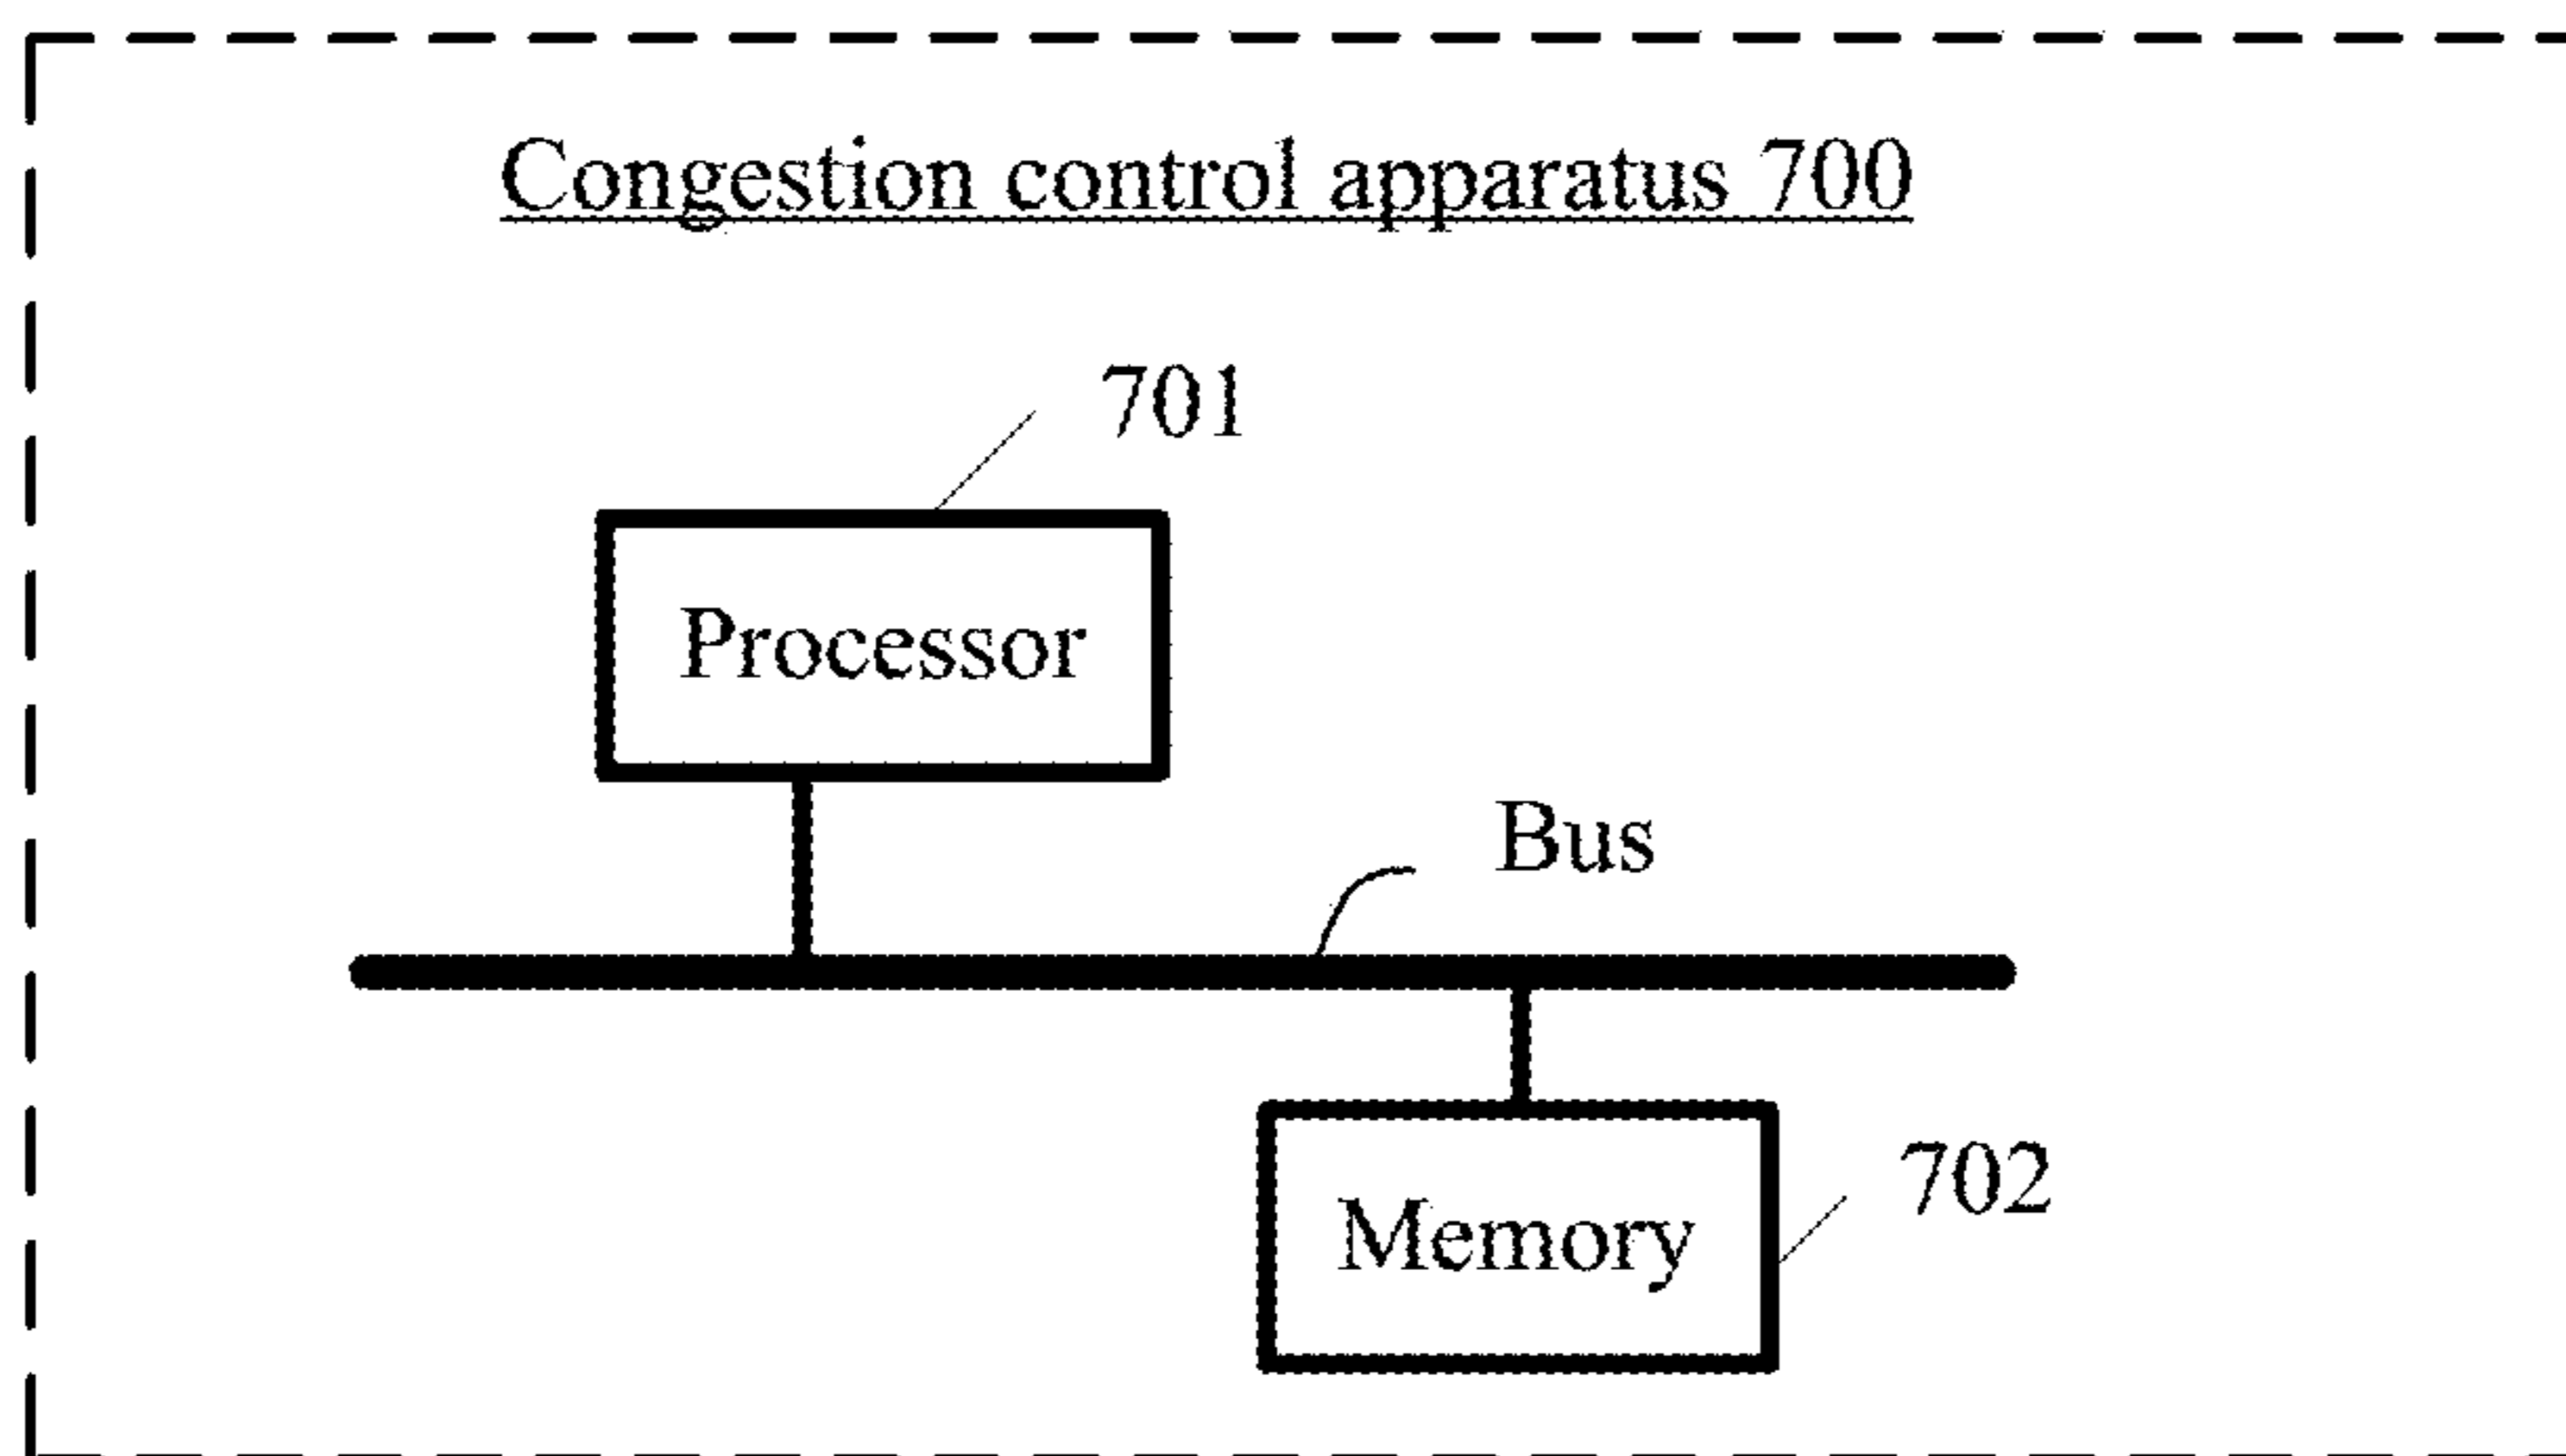 Congestion control apparatus 700
701
Processor
Bus
702
Memory